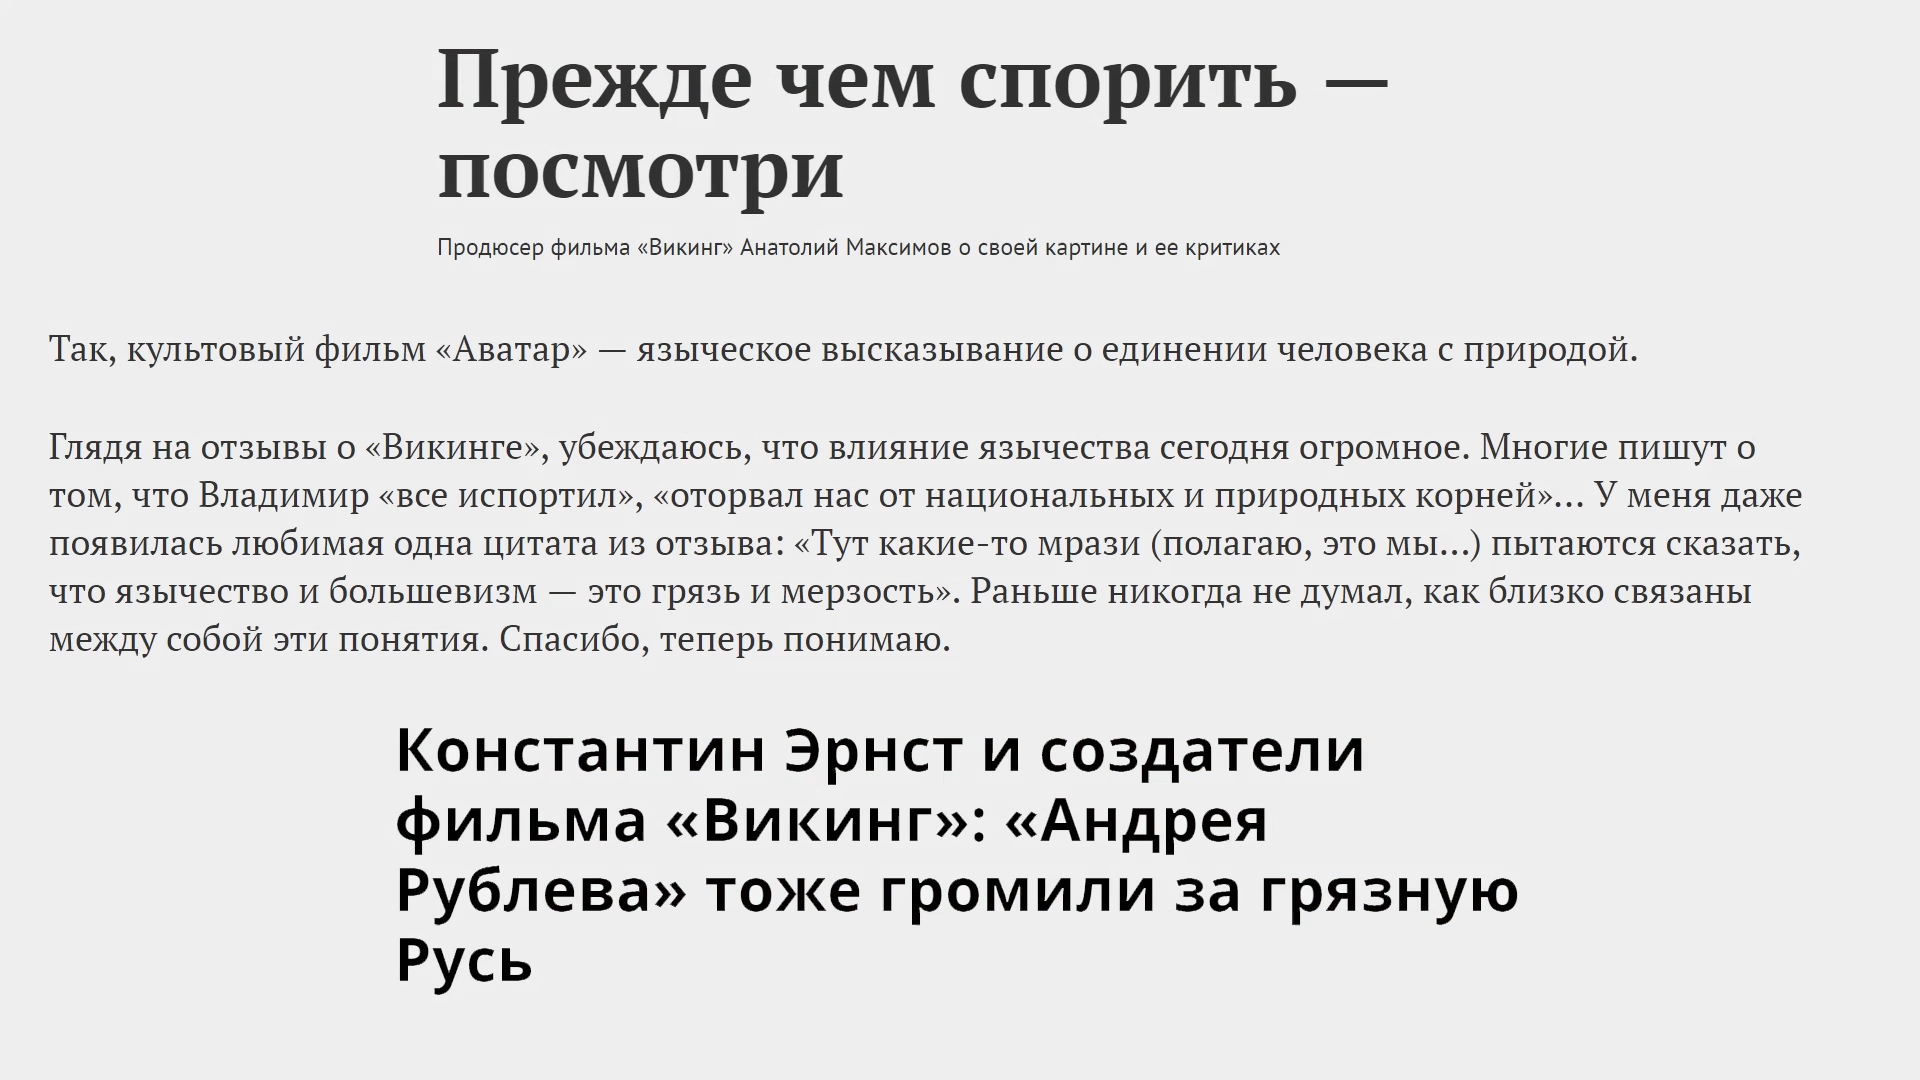 Прежде чем спорить —
посмотри
Продюсер фильма «Викинг» Анатолий Максимов о своей картине и ее критиках
Так, культовый фильм «Аватар» — языческое высказывание о единении человека с природой.
Глядя на отзывы о «Викинге», убеждаюсь, что влияние язычества сегодня огромное. Многие пишут о
том, что Владимир «все испортил», «оторвал нас от национальных и природных корней»… У меня даже
появилась любимая одна цитата из отзыва: «Тут какие-то мрази (полагаю, это мы…) пытаются сказать,
что язычество и большевизм — это грязь и мерзость». Раньше никогда не думал, как близко связаны
между собой эти понятия. Спасибо, теперь понимаю.
Константин Эрнст и создатели
фильма «Викинг»: «Андрея
Рублева» тоже громили за грязную
Русь